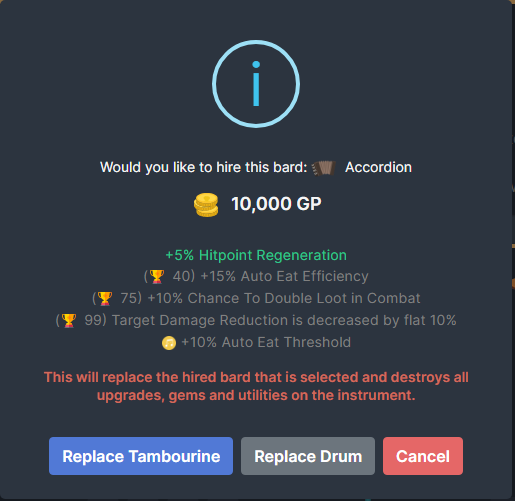 i
Would you like to hire this bard: Accordion
10,000 GP
+5% Hitpoint Regeneration
( 40) +15% Auto Eat Efficiency
( 75) +10% Chance To Double Loot in Combat
( 99) Target Damage Reduction is decreased by flat 10%
+10% Auto Eat Threshold
This will replace the hired bard that is selected and destroys all
upgrades, gems and utilities on the instrument.
Replace Tambourine Replace Drum Cancel